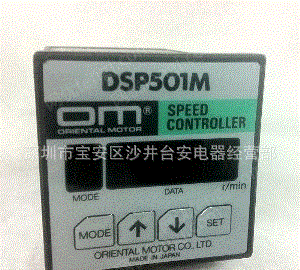 DSP501M
om®
ORIENTAL MOTOR
SPEED
CONTROLLER
圳市宝安区沙井台安电器经营部
MODE
DATA
r/min
MODE
SET
ORIENTAL MOTOR CO., LTD.
MADE IN JAPAN